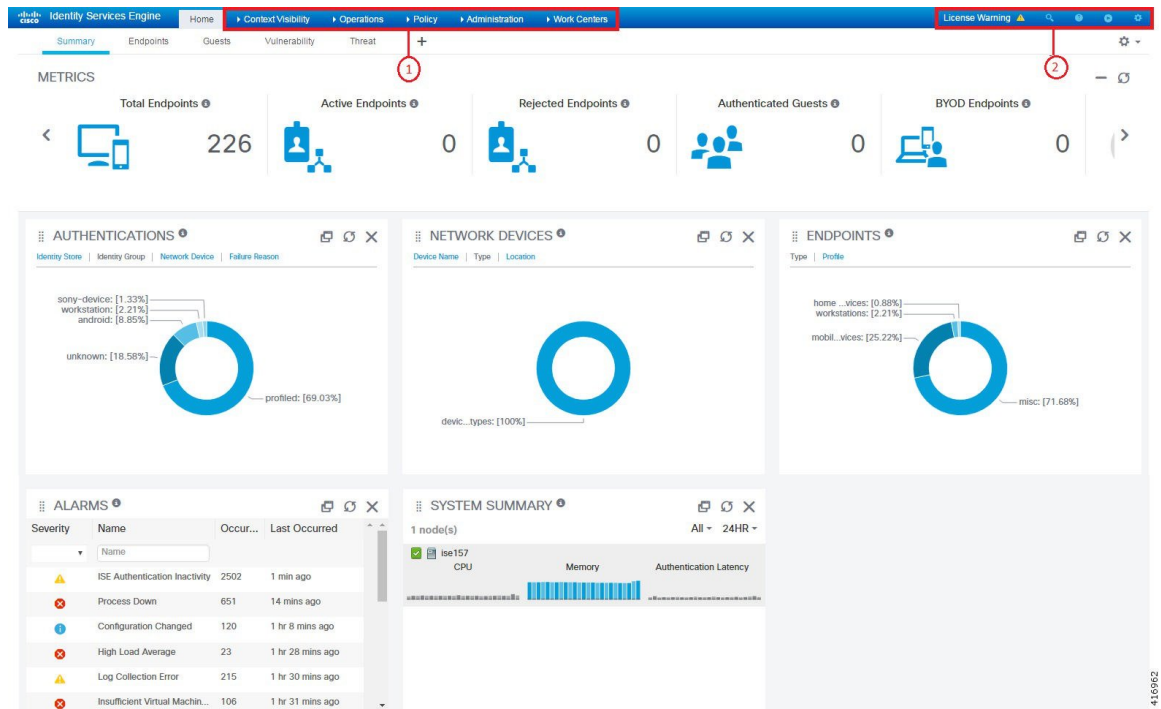 cisco Identity Services Engine Home Context Visibility Operations Policy Administration Work Centers License Warning
Summary Endpoints Guests Vulnerability Threat +
1
2
METRICS
Total Endpoints Active Endpoints Rejected Endpoints Authenticated Guests BYOD Endpoints
226 0 0 0 0
AUTHENTICATIONS
Identity Store | Identity Group | Network Device | Failure Reason
sony-device: [1.33%]
workstation: [2.21%]
android: [8.85%]
unknown: [18.58%]
profiled: [69.03%]
NETWORK DEVICES
Device Name | Type | Location
devic...types: [100%]
ENDPOINTS
Type | Profile
home ...vices: [0.88%]
workstations: [2.21%]
mobil...vices: [25.22%]
misc: [71.68%]
ALARMS
Severity Name Occur... Last Occurred
Name
ISE Authentication Inactivity 2502 1 min ago
Process Down 651 14 mins ago
Configuration Changed 120 1 hr 8 mins ago
High Load Average 23 1 hr 28 mins ago
Log Collection Error 215 1 hr 30 mins ago
Insufficient Virtual Machin... 106 1 hr 31 mins ago
SYSTEM SUMMARY
1 node(s) All 24HR
ise157
CPU Memory Authentication Latency
416962